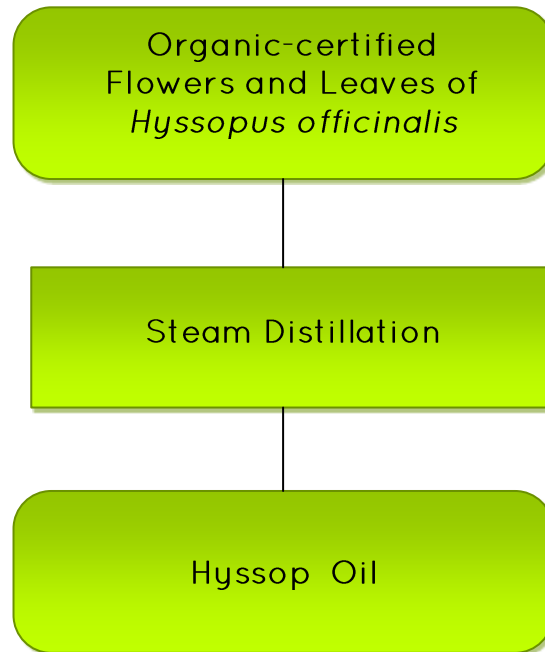 Organic-certified
Flowers and Leaves of
Hyssopus officinalis
Steam Distillation
Hyssop Oil